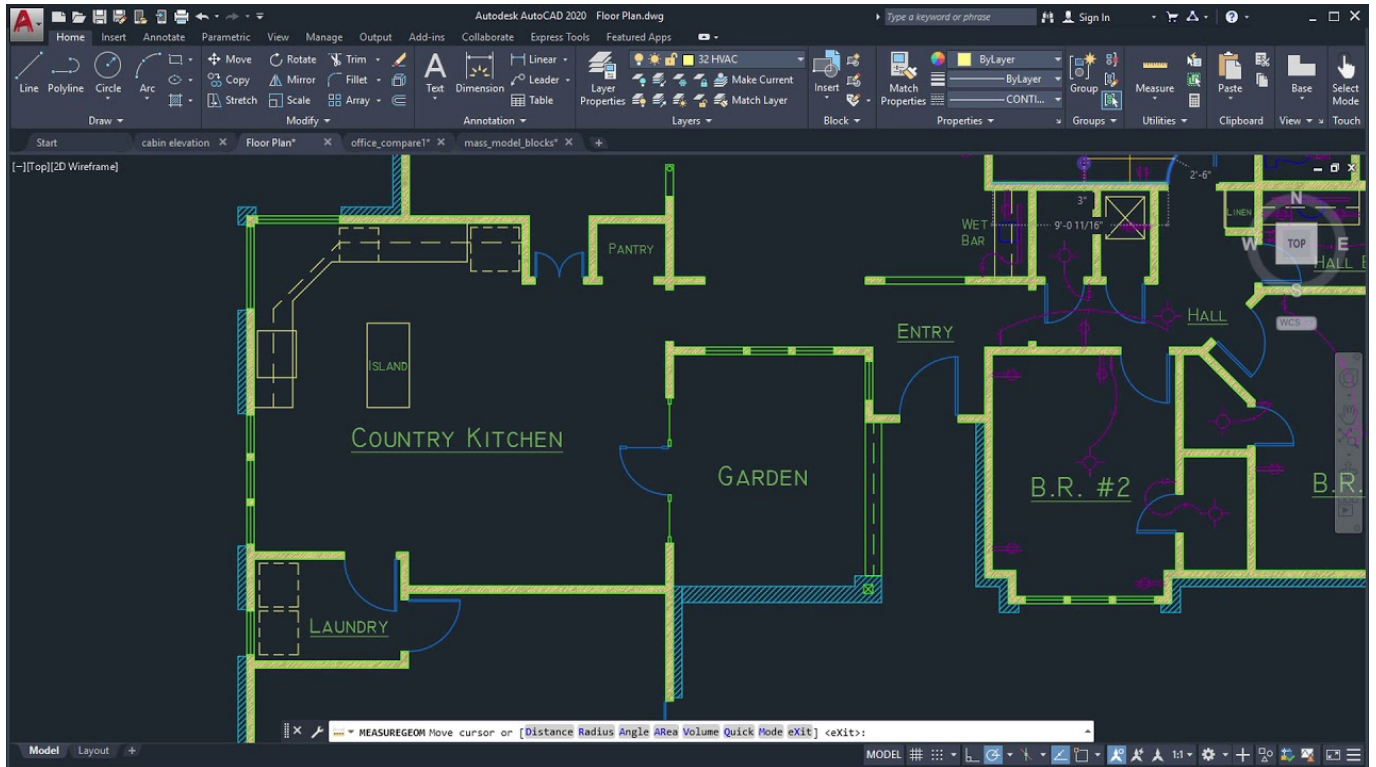 Autodesk AutoCAD 2020 Floor Plan.dwg
Type a keyword or phrase
Sign In
Home Insert Annotate Parametric View Manage Output Add-ins Collaborate Express Tools Featured Apps
Line Polyline Circle Arc
Move Rotate Trim
Copy Mirror Fillet
Stretch Scale Array
Text Dimension
Linear
Leader
Table
Layer Properties
32 HVAC
Make Current
Match Layer
Insert
Match Properties
ByLayer
ByLayer
CONTI...
Group
Measure
Paste
Base
Select Mode
Draw Modify Annotation Layers Block Properties Groups Utilities Clipboard View Touch
Start cabin elevation Floor Plan* office_compare1* mass_model_blocks*
[−][Top][2D Wireframe]
2'-6"
3"
9'-0 11/16"
WET
BAR
LINEN
N
W TOP E
S
WCS
PANTRY
HALL
ENTRY
ISLAND
COUNTRY KITCHEN
GARDEN
B.R. #2
B.R.
LAUNDRY
MEASUREGEOM Move cursor or [Distance Radius Angle ARea Volume Quick Mode eXit] <eXit>:
Model Layout
MODEL 1:1